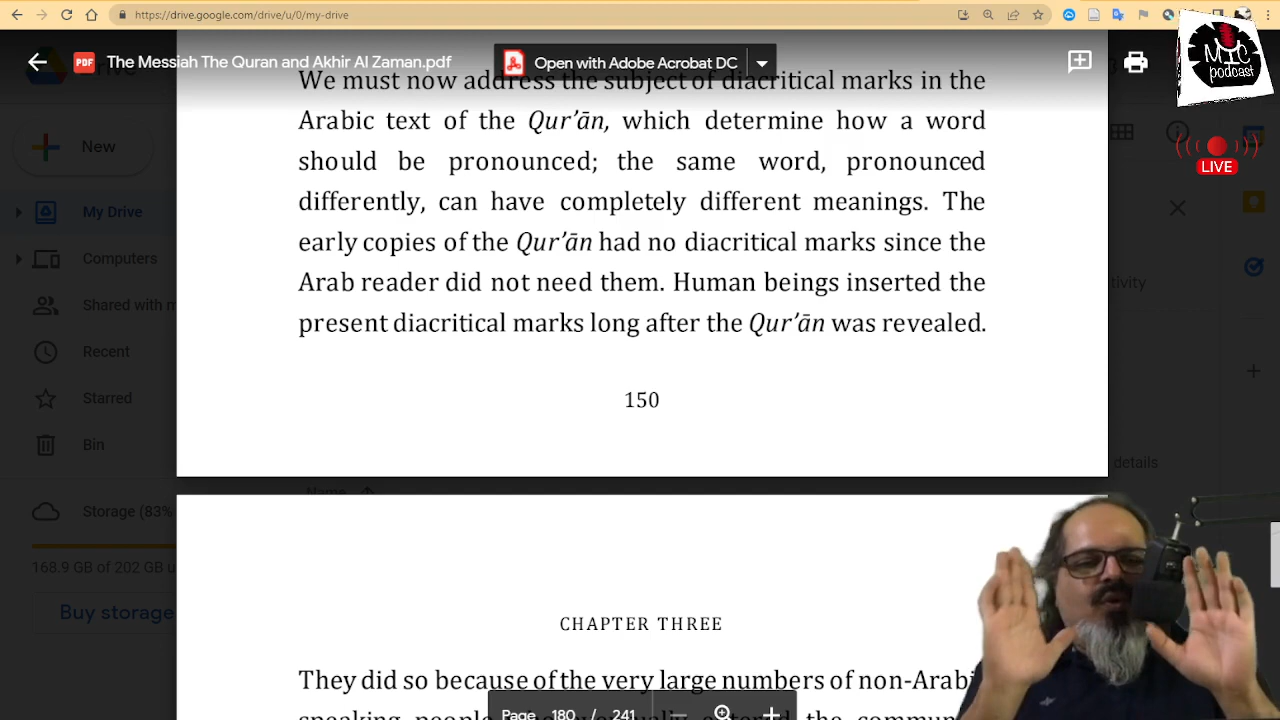 https://drive.google.com/drive/u/0/my-drive
The Messiah The Quran and Akhir Al Zaman.pdf
PDF
Open with Adobe Acrobat DC
MIC
podcast
LIVE
New
My Drive
Computers
Shared with m
Recent
Starred
Bin
Storage (83%
168.9 GB of 202 GB u
Buy storage
We must now address the subject of diacritical marks in the
Arabic text of the Qur’ān, which determine how a word
should be pronounced; the same word, pronounced
differently, can have completely different meanings. The
early copies of the Qur’ān had no diacritical marks since the
Arab reader did not need them. Human beings inserted the
present diacritical marks long after the Qur’ān was revealed.
150
details
CHAPTER THREE
They did so because of the very large numbers of non-Arabi
speaking
the
Page 180 / 241